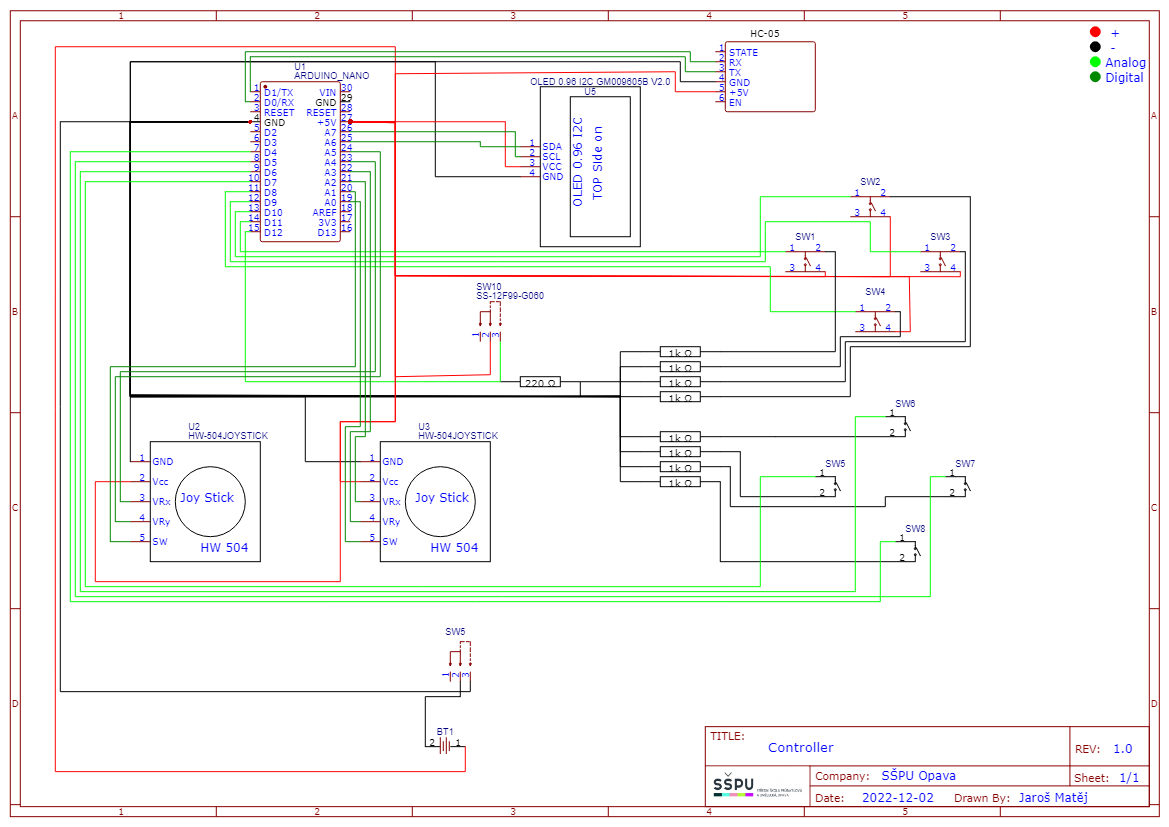 1 2 3 4 5
A B C D
A B C D
1 2 3 4 5
+
-
Analog
Digital
HC-05
1 STATE
2 RX
3 TX
4 GND
5 +5V
6 EN
U1
ARDUINO_NANO
1 D1/TX VIN 30
2 D0/RX GND 29
3 RESET RESET 28
4 GND +5V 27
5 D2 A7 26
6 D3 A6 25
7 D4 A5 24
8 D5 A4 23
9 D6 A3 22
10 D7 A2 21
11 D8 A1 20
12 D9 A0 19
13 D10 AREF 18
14 D11 3V3 17
15 D12 D13 16
OLED 0.96 I2C GM009605B V2.0
U5
1 SDA
2 SCL
3 VCC
4 GND
OLED 0.96 I2C
TOP Side on
SW2
1 2
3 4
SW1
1 2
3 4
SW3
1 2
3 4
SW4
1 2
3 4
SW10
SS-12F99-G060
1 2 3
220 Ω
1k Ω
1k Ω
1k Ω
1k Ω
1k Ω
1k Ω
1k Ω
1k Ω
SW6
1
2
SW5
1
2
SW7
1
2
SW8
1
2
U2
HW-504JOYSTICK
1 GND
2 Vcc
3 VRx
4 VRy
5 SW
Joy Stick
HW 504
U3
HW-504JOYSTICK
1 GND
2 Vcc
3 VRx
4 VRy
5 SW
Joy Stick
HW 504
SW5
1 2 3
BT1
2 1
TITLE:
Controller
REV: 1.0
SŠPU
Company: SŠPU Opava
Sheet: 1/1
Date: 2022-12-02 Drawn By: Jaroš Matěj